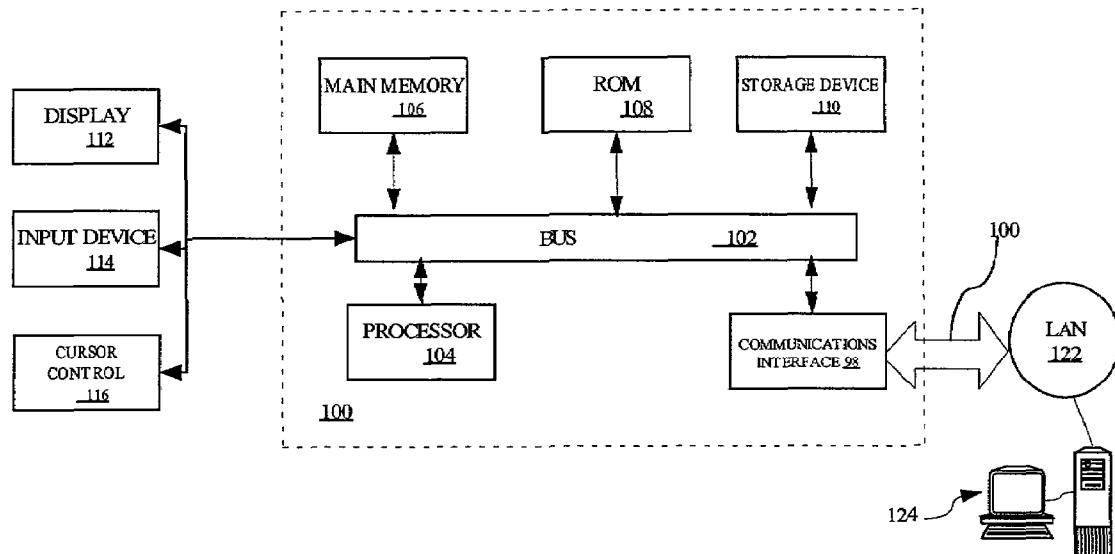 MAIN MEMORY
106
ROM
108
STORAGE DEVICE
110
DISPLAY
112
INPUT DEVICE
114
CURSOR
CONTROL
116
BUS 102
PROCESSOR
104
COMMUNICATIONS
INTERFACE 98
100
100
LAN
122
124